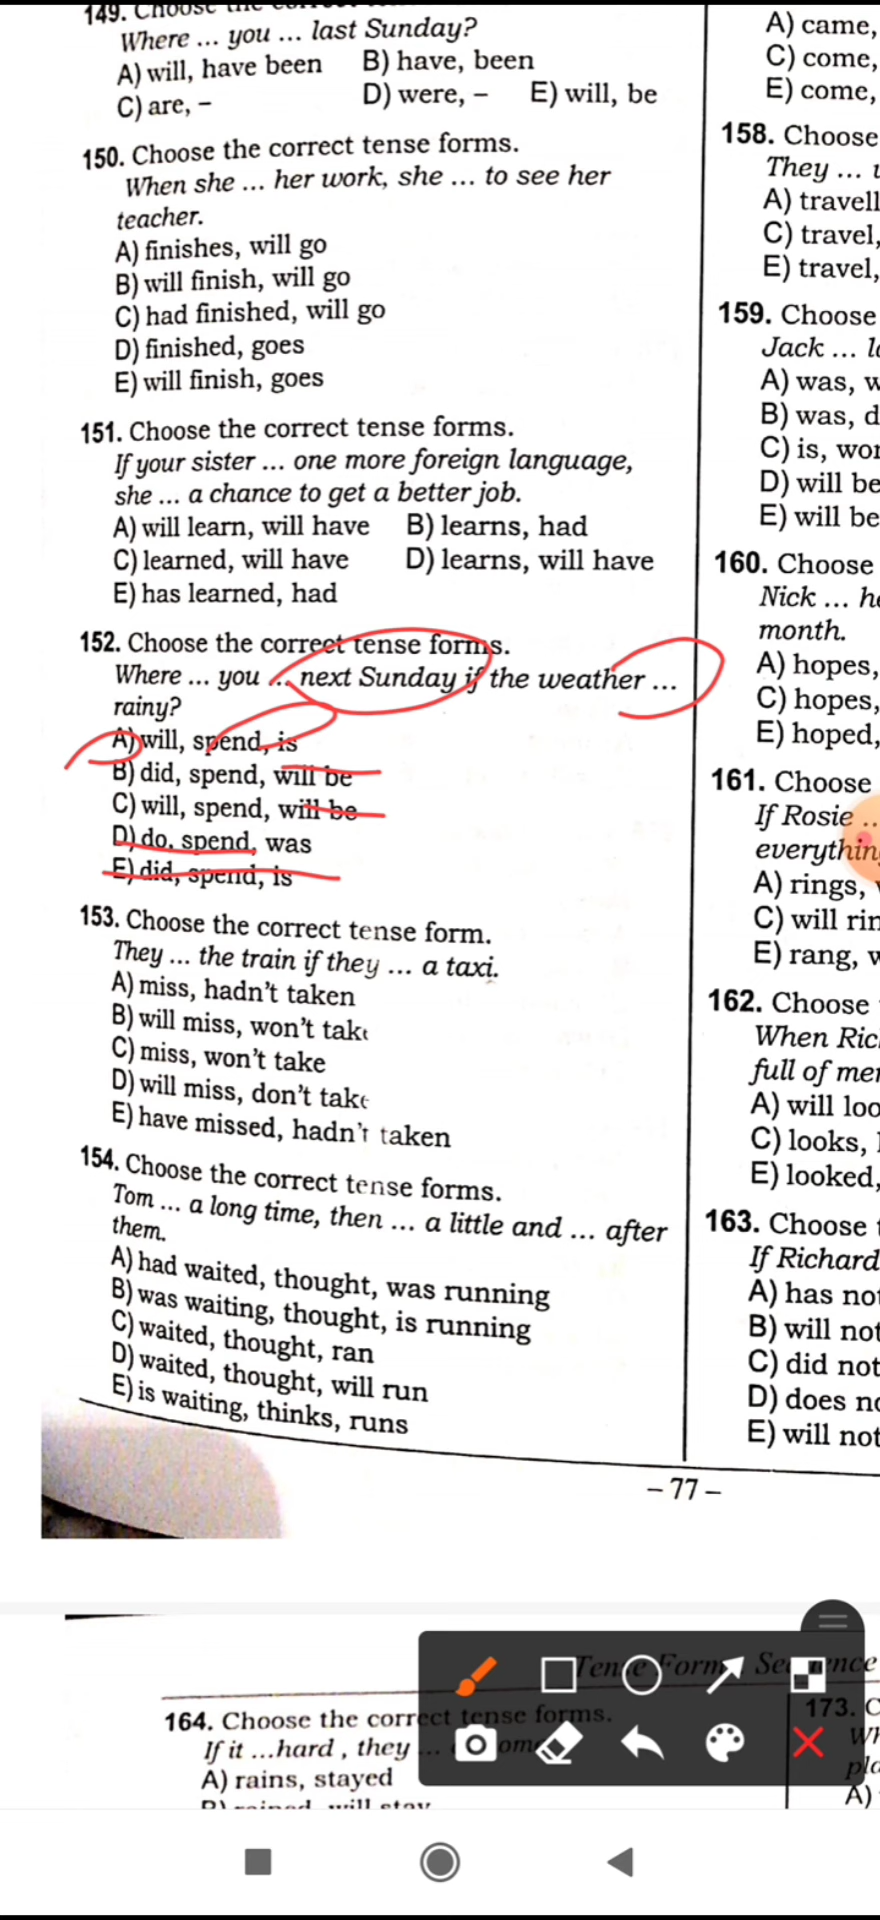 149. Choose the
Where ... you ... last Sunday?
A) will, have been B) have, been
C) are, – D) were, – E) will, be
150. Choose the correct tense forms.
When she ... her work, she ... to see her
teacher.
A) finishes, will go
B) will finish, will go
C) had finished, will go
D) finished, goes
E) will finish, goes
151. Choose the correct tense forms.
If your sister ... one more foreign language,
she ... a chance to get a better job.
A) will learn, will have B) learns, had
C) learned, will have D) learns, will have
E) has learned, had
152. Choose the correct tense forms.
Where ... you ... next Sunday if the weather ...
rainy?
A) will, spend, is
B) did, spend, will be
C) will, spend, will be
D) do, spend, was
E) did, spend, is
153. Choose the correct tense form.
They ... the train if they ... a taxi.
A) miss, hadn't taken
B) will miss, won't take
C) miss, won't take
D) will miss, don't take
E) have missed, hadn't taken
154. Choose the correct tense forms.
Tom ... a long time, then ... a little and ... after
them.
A) had waited, thought, was running
B) was waiting, thought, is running
C) waited, thought, ran
D) waited, thought, will run
E) is waiting, thinks, runs
A) came,
C) come,
E) come,
158. Choose
They ...
A) travell
C) travel,
E) travel,
159. Choose
Jack ...
A) was, w
B) was, d
C) is, wor
D) will be
E) will be
160. Choose
Nick ... he
month.
A) hopes,
C) hopes,
E) hoped,
161. Choose
If Rosie ..
everythin
A) rings,
C) will rin
E) rang, w
162. Choose
When Ric
full of mer
A) will loo
C) looks,
E) looked,
163. Choose
If Richard
A) has not
B) will not
C) did not
D) does no
E) will not
– 77 –
Tense Form Se ence
164. Choose the correct tense forms.
If it ...hard , they ...
A) rains, stayed
B) rained, will stay
173. C
Wh
pla
A)